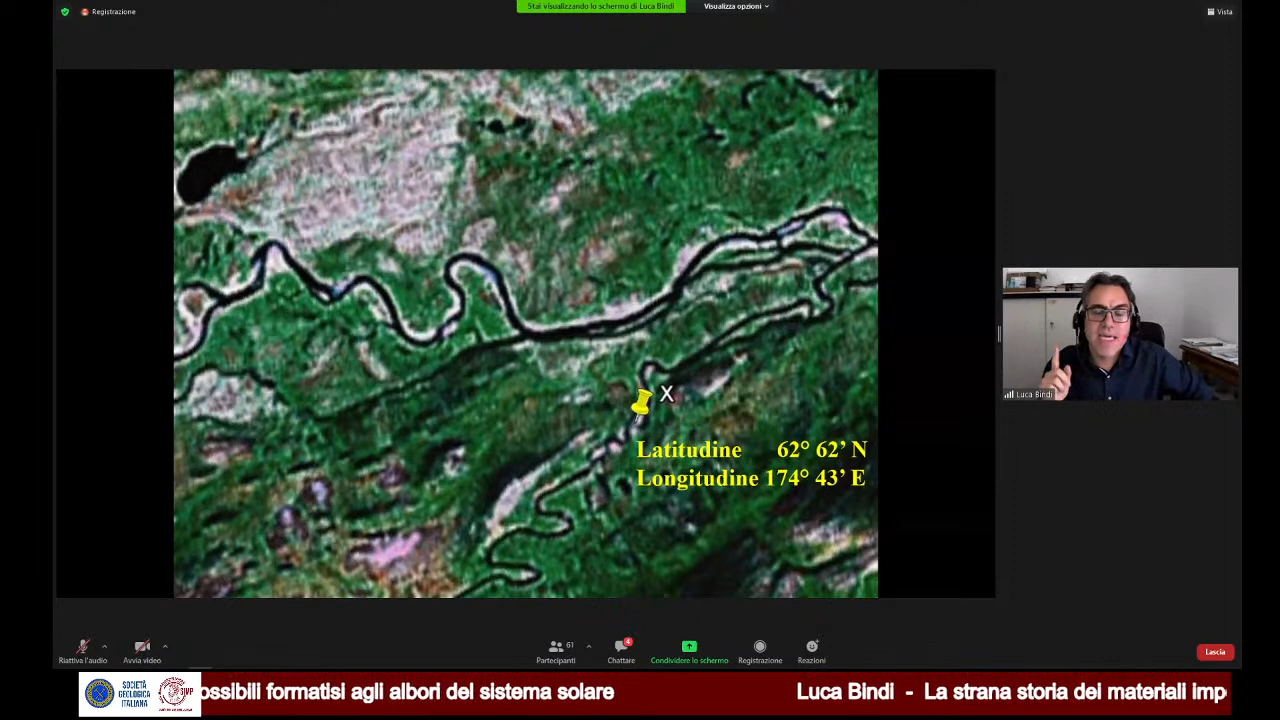 Registrazione
Stai visualizzando lo schermo di Luca Bindi
Visualizza opzioni
Vista
X
Latitudine 62° 62’ N
Longitudine 174° 43’ E
Luca Bindi
Riattiva l'audio
Avvia video
61
Partecipanti
4
Chattare
Condividere lo schermo
Registrazione
Reazioni
Lascia
SOCIETÀ
GEOLOGICA
ITALIANA
ossibili formatisi agli albori del sistema solare
Luca Bindi - La strana storia dei materiali imp